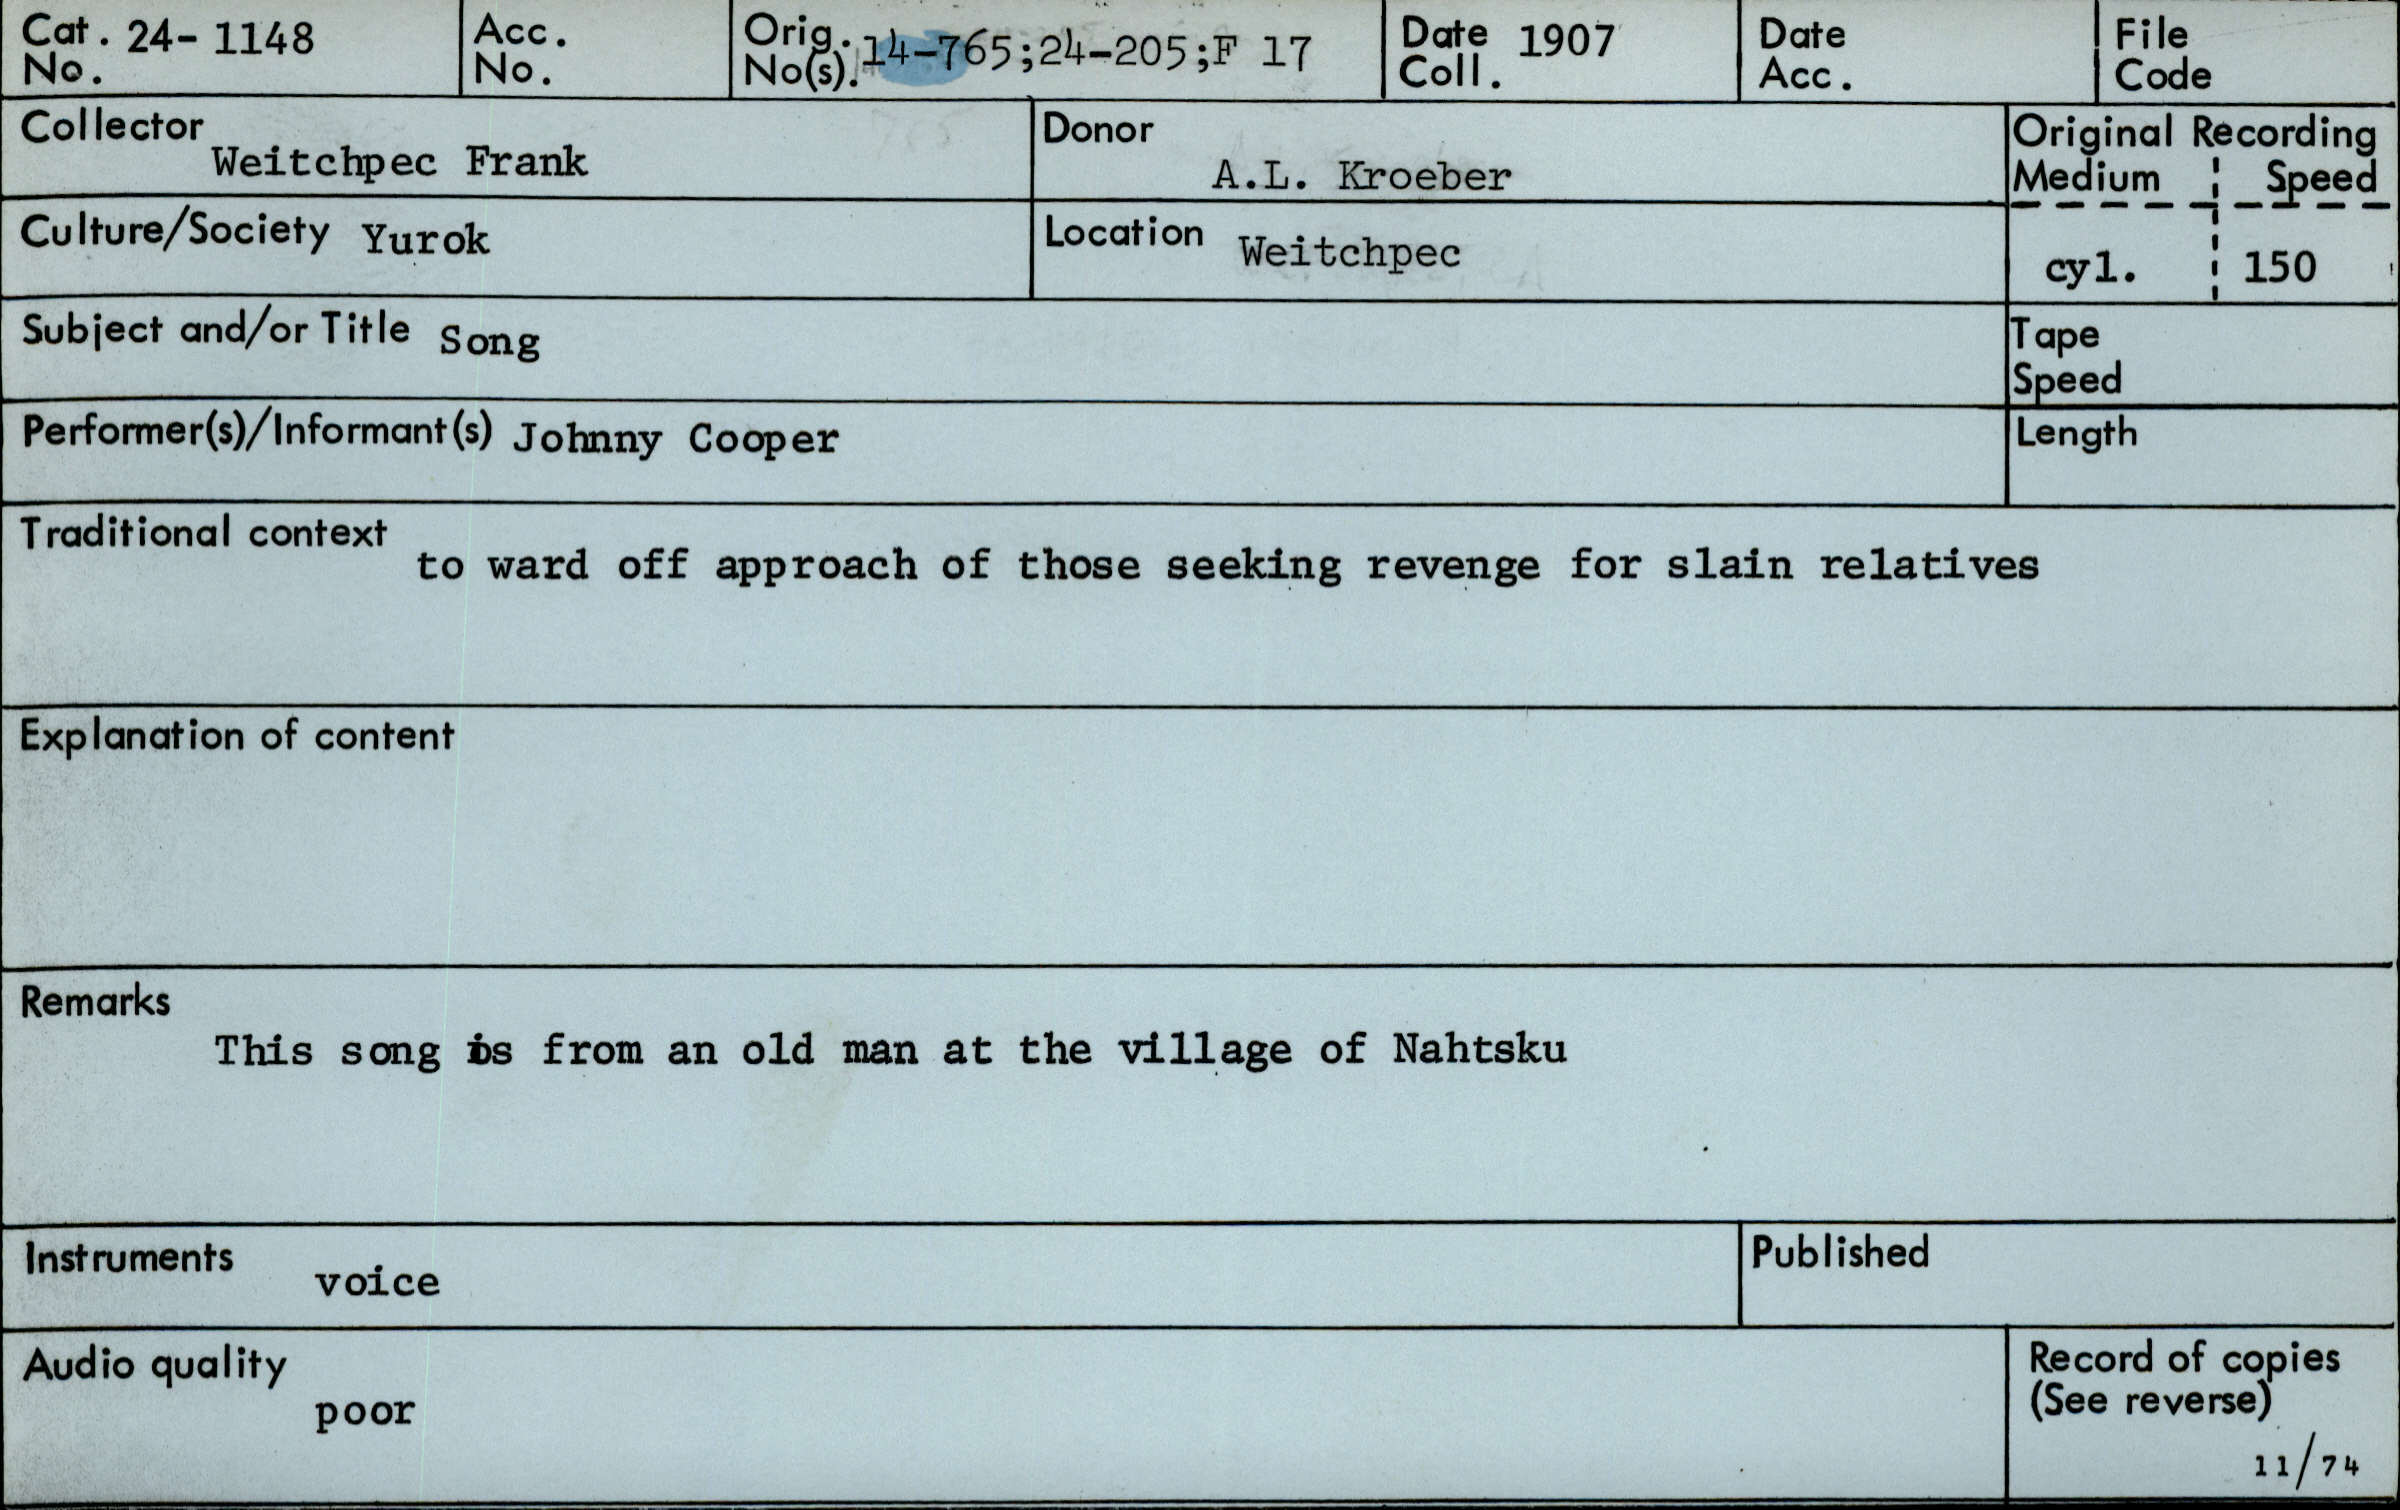 Cat. No. 24- 1148
Acc. No.
Orig. No(s). 14-765;24-205;F 17
Date Coll. 1907
Date Acc.
File Code
Collector
Weitchpec Frank
Donor
A.L. Kroeber
Original Recording
Medium Speed
cyl. 150
Culture/Society Yurok
Location Weitchpec
Subject and/or Title Song
Tape Speed
Performer(s)/Informant(s) Johnny Cooper
Length
Traditional context
to ward off approach of those seeking revenge for slain relatives
Explanation of content
Remarks
This song is from an old man at the village of Nahtsku
Instruments
voice
Published
Audio quality
poor
Record of copies
(See reverse)
11/74